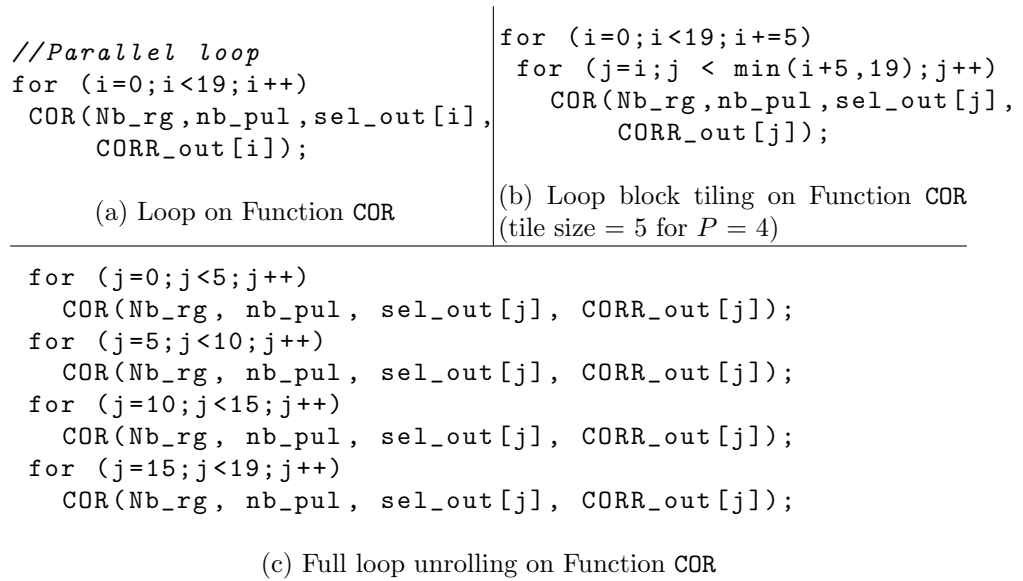 //Parallel loop
for (i=0;i<19;i++)
COR(Nb_rg,nb_pul,sel_out[i],
CORR_out[i]);
(a) Loop on Function COR
for (i=0;i<19;i+=5)
for (j=i;j < min(i+5,19);j++)
COR(Nb_rg,nb_pul,sel_out[j],
CORR_out[j]);
(b) Loop block tiling on Function COR
(tile size = 5 for P = 4)
for (j=0;j<5;j++)
COR(Nb_rg, nb_pul, sel_out[j], CORR_out[j]);
for (j=5;j<10;j++)
COR(Nb_rg, nb_pul, sel_out[j], CORR_out[j]);
for (j=10;j<15;j++)
COR(Nb_rg, nb_pul, sel_out[j], CORR_out[j]);
for (j=15;j<19;j++)
COR(Nb_rg, nb_pul, sel_out[j], CORR_out[j]);
(c) Full loop unrolling on Function COR